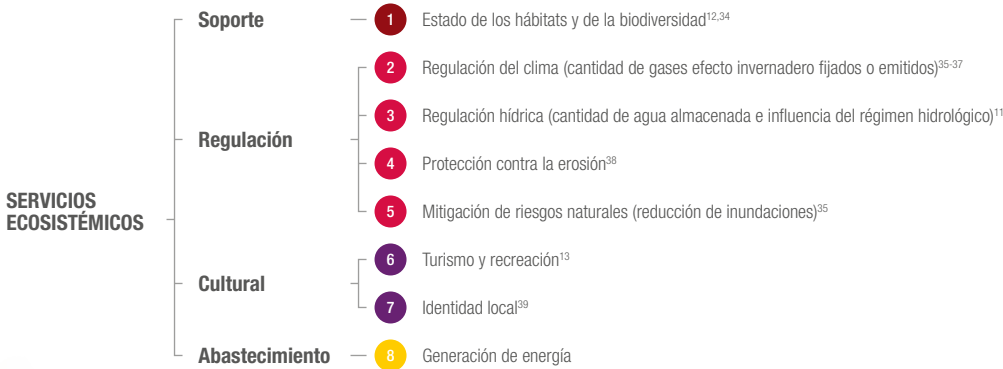 SERVICIOS
ECOSISTÉMICOS
Soporte
1 Estado de los hábitats y de la biodiversidad12,34
Regulación
2 Regulación del clima (cantidad de gases efecto invernadero fijados o emitidos)35-37
3 Regulación hídrica (cantidad de agua almacenada e influencia del régimen hidrológico)11
4 Protección contra la erosión38
5 Mitigación de riesgos naturales (reducción de inundaciones)35
Cultural
6 Turismo y recreación13
7 Identidad local39
Abastecimiento
8 Generación de energía